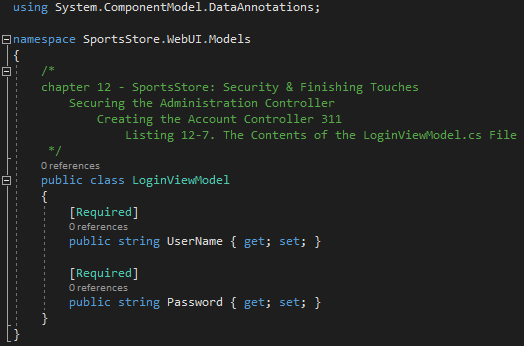 using System.ComponentModel.DataAnnotations;
namespace SportsStore.WebUI.Models
{
/*
chapter 12 - SportsStore: Security & Finishing Touches
Securing the Administration Controller
Creating the Account Controller 311
Listing 12-7. The Contents of the LoginViewModel.cs File
*/
0 references
public class LoginViewModel
{
[Required]
0 references
public string UserName { get; set; }
[Required]
0 references
public string Password { get; set; }
}
}